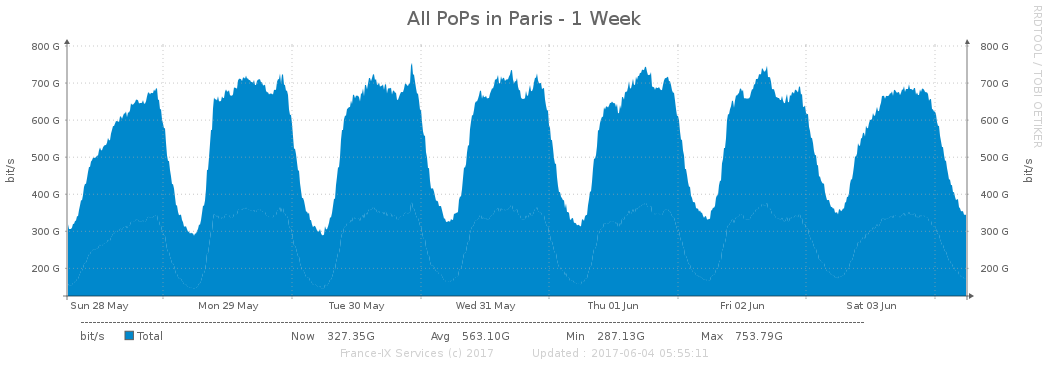 All PoPs in Paris - 1 Week
RRDTOOL / TOBI OETIKER
800 G 800 G
700 G 700 G
600 G 600 G
500 G 500 G
400 G 400 G
300 G 300 G
200 G 200 G
bit/s
bit/s
Sun 28 May Mon 29 May Tue 30 May Wed 31 May Thu 01 Jun Fri 02 Jun Sat 03 Jun
bit/s Total Now 327.35G Avg 563.10G Min 287.13G Max 753.79G
France-IX Services (c) 2017 Updated : 2017-06-04 05:55:11